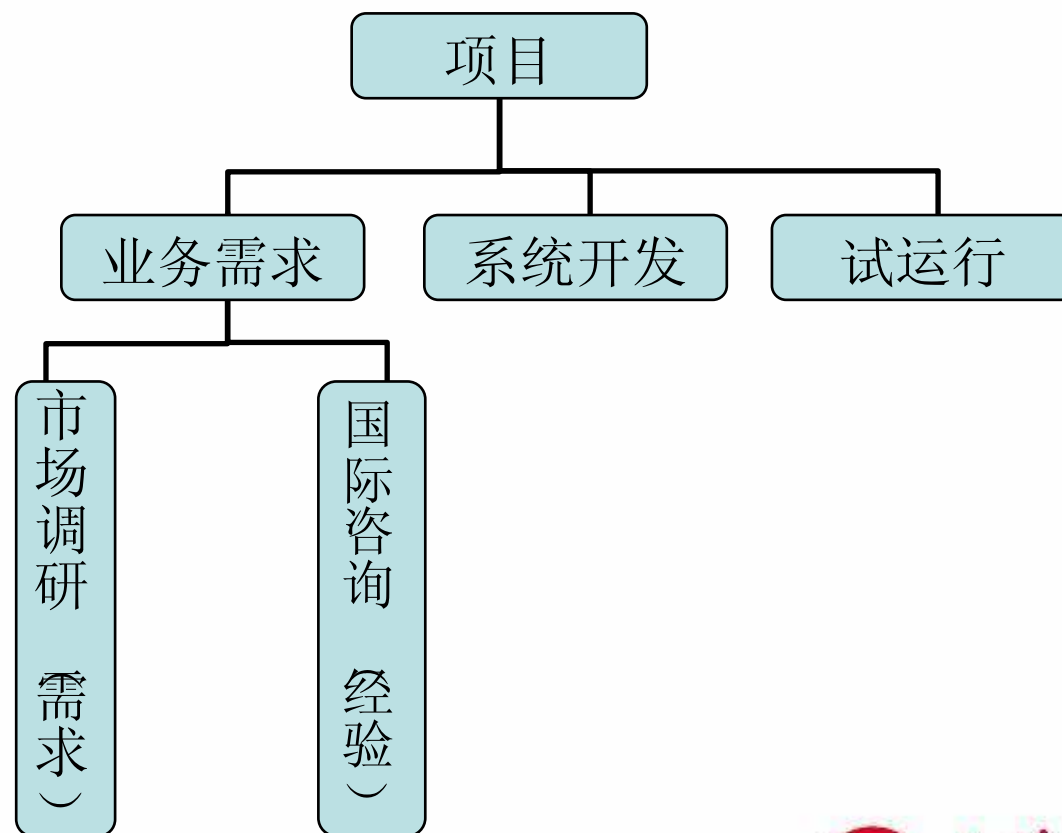 项目
业务需求
系统开发
试运行
市场调研（需求）
国际咨询（经验）